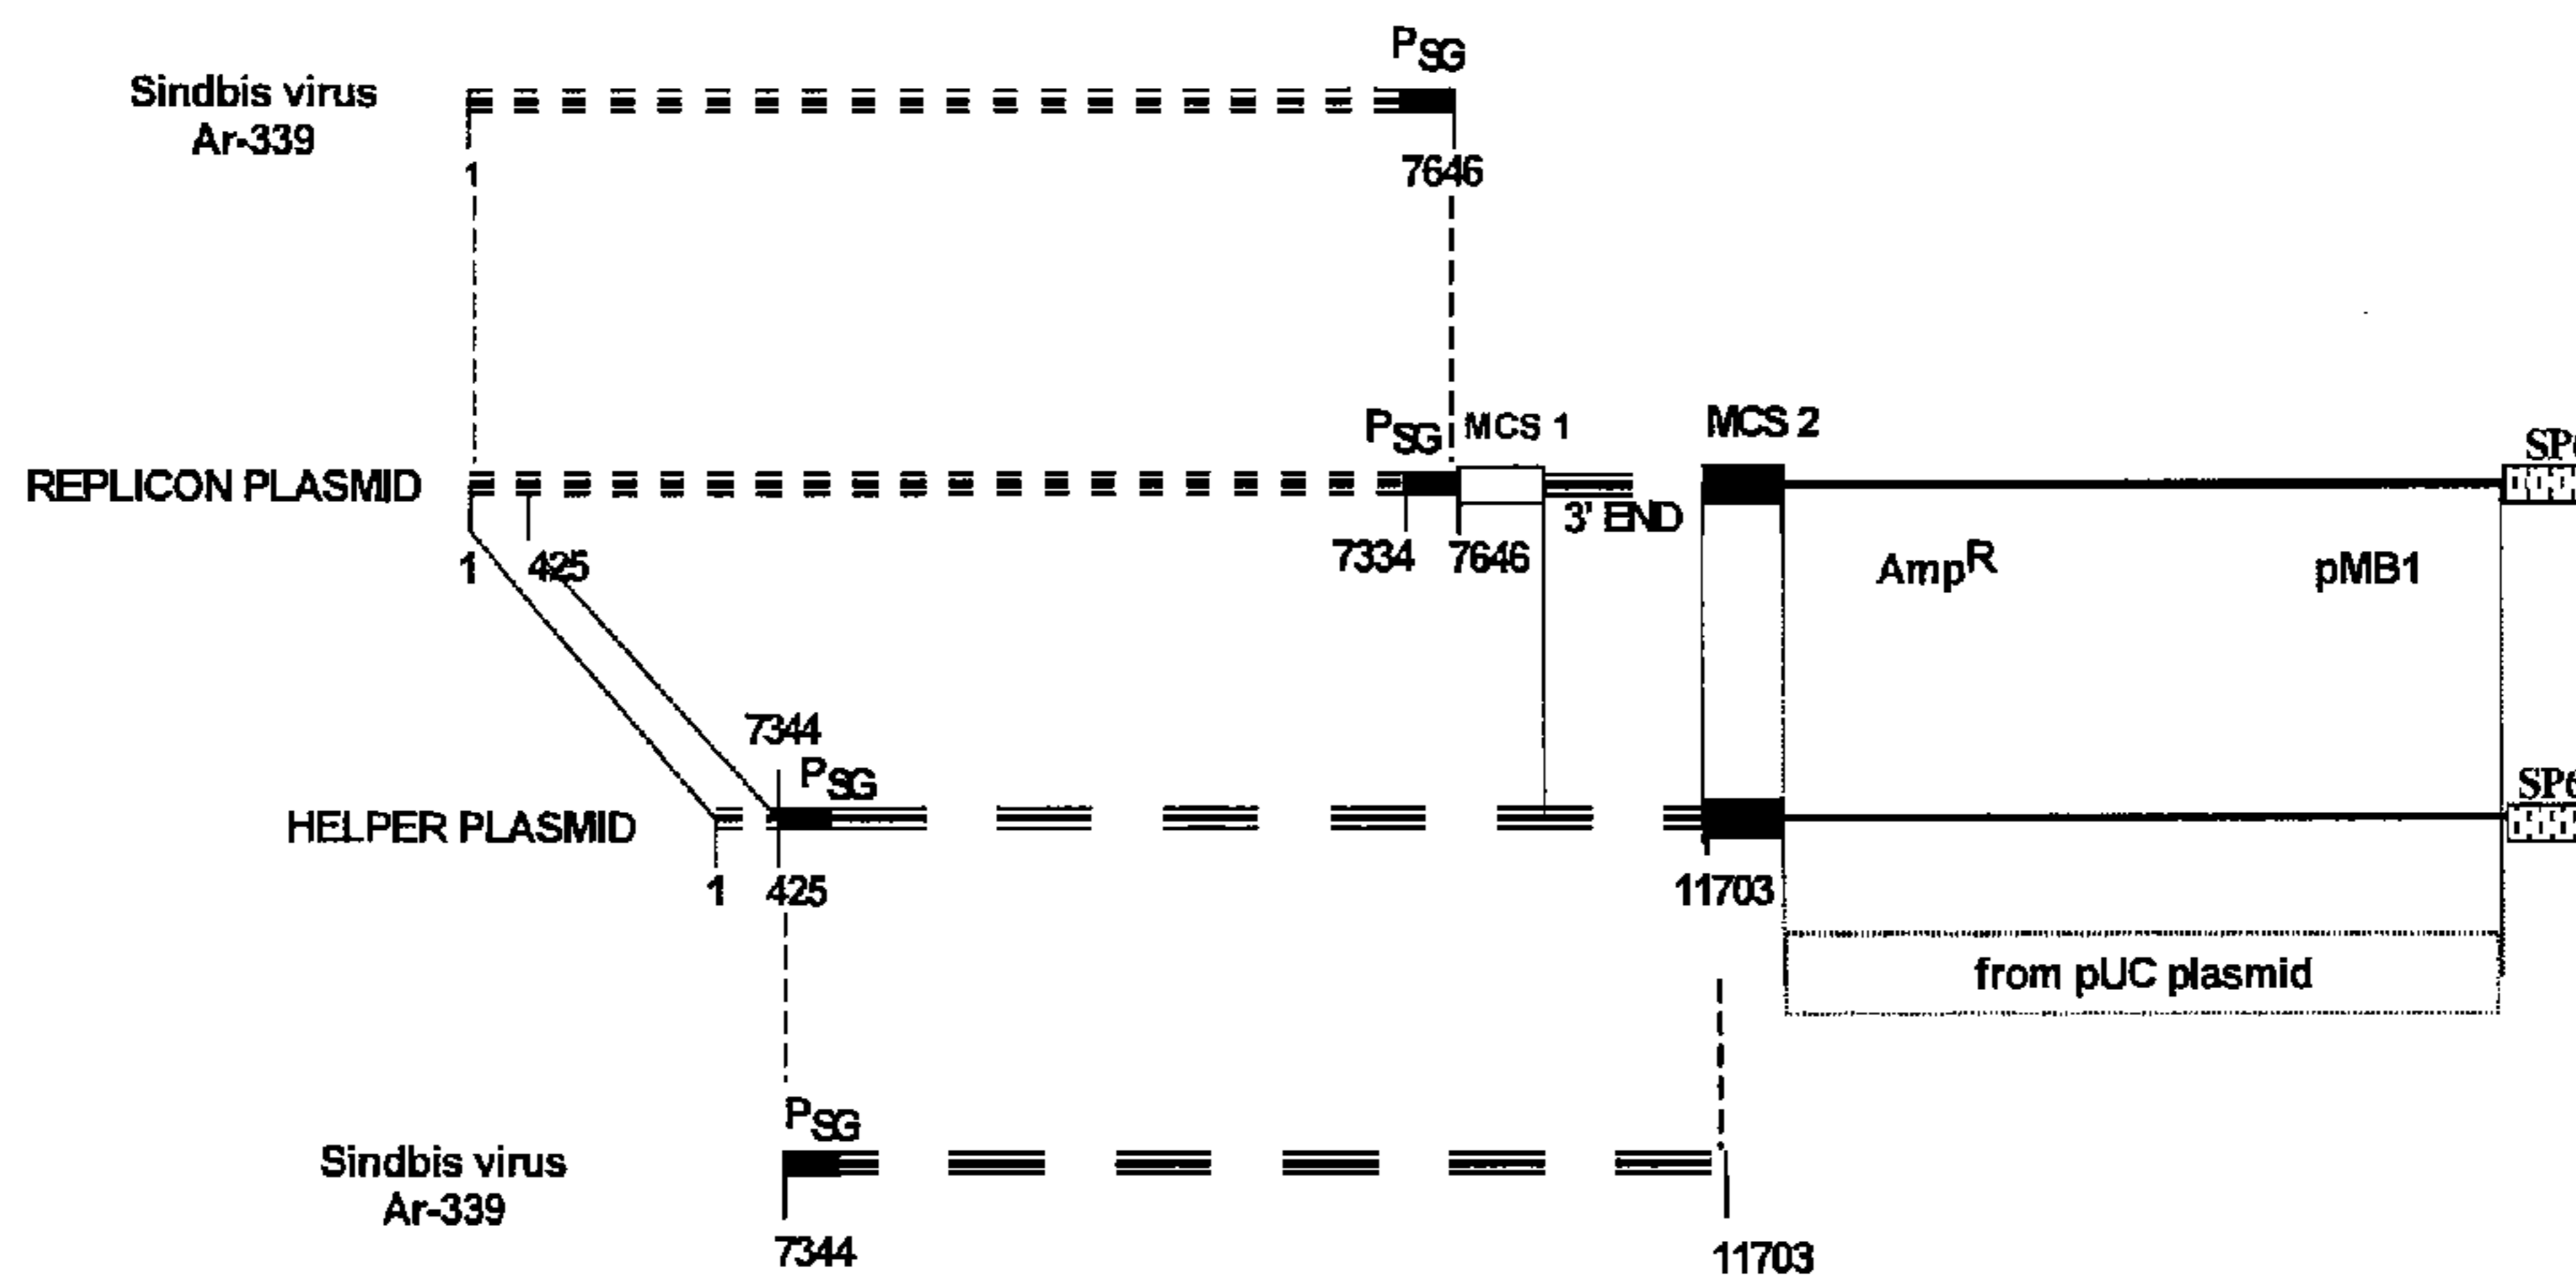 PSG
Sindbis virus
Ar-339
1
7646
PSG
MCS 1
MCS 2
REPLICON PLASMID
3' END
1
425
7334
7646
AmpR
pMB1
7344
PSG
HELPER PLASMID
1
425
11703
from pUC plasmid
PSG
Sindbis virus
Ar-339
7344
11703
SP6